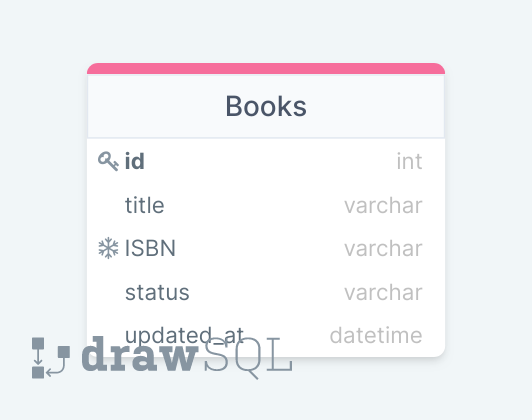 Books
id int
title varchar
ISBN varchar
status varchar
updated_at datetime
drawSQL